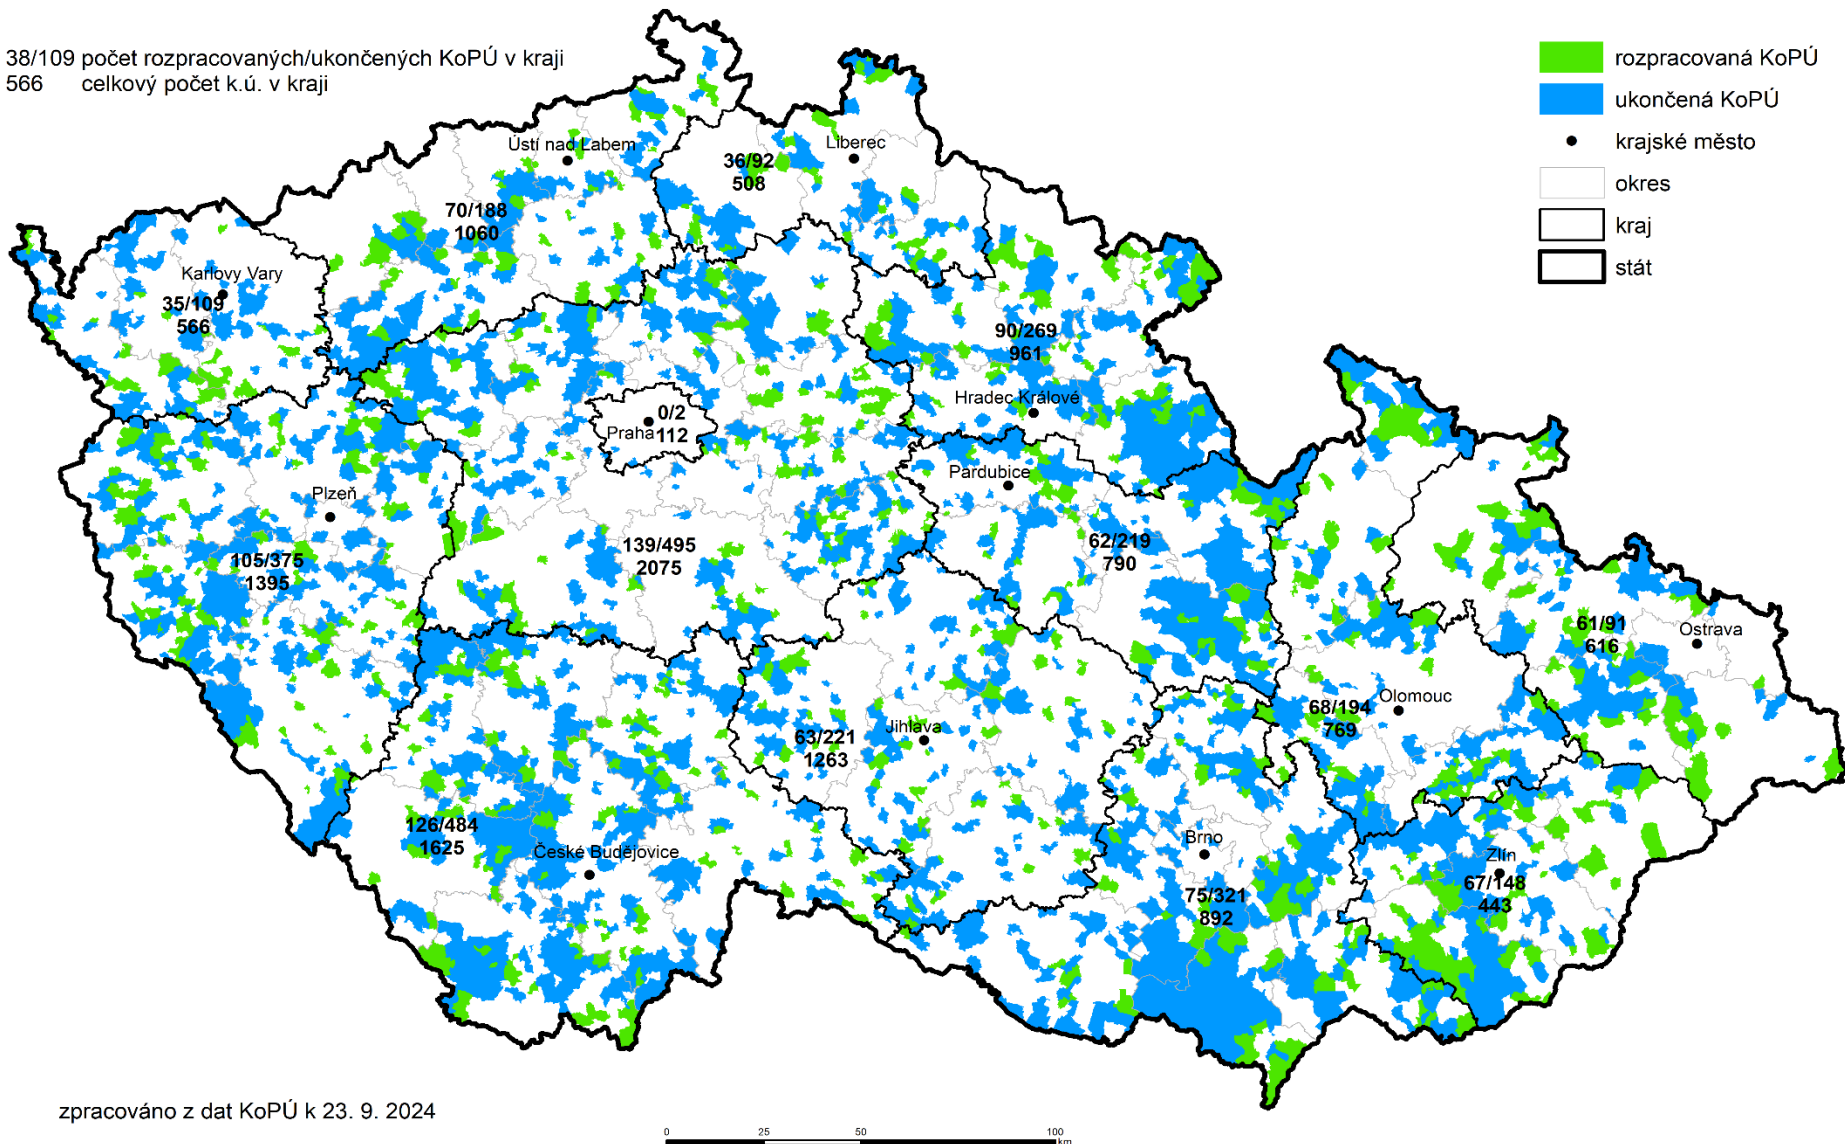 38/109 počet rozpracovaných/ukončených KoPÚ v kraji
566 celkový počet k.ú. v kraji
rozpracovaná KoPÚ
ukončená KoPÚ
krajské město
okres
kraj
stát
Ústí nad Labem
70/188
1060
36/92
508
Liberec
Karlovy Vary
35/109
566
90/269
961
Hradec Králové
0/2
Praha 112
Pardubice
62/219
790
Plzeň
105/375
1395
139/495
2075
61/91
616
Ostrava
Olomouc
68/194
769
Jihlava
63/221
1263
126/484
1625
České Budějovice
Brno
75/321
892
Zlín
67/148
443
zpracováno z dat KoPÚ k 23. 9. 2024
0 25 50 100
km